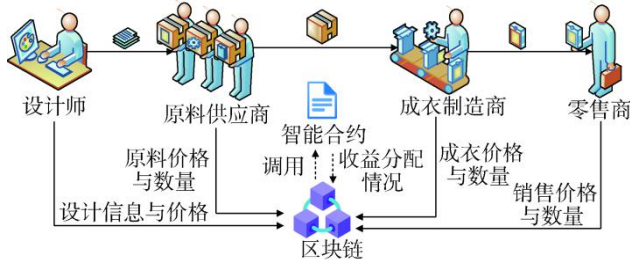 设计师
原料供应商
成衣制造商
零售商
智能合约
原料价格
与数量
调用
收益分配
情况
成衣价格
与数量
销售价格
与数量
设计信息与价格
区块链